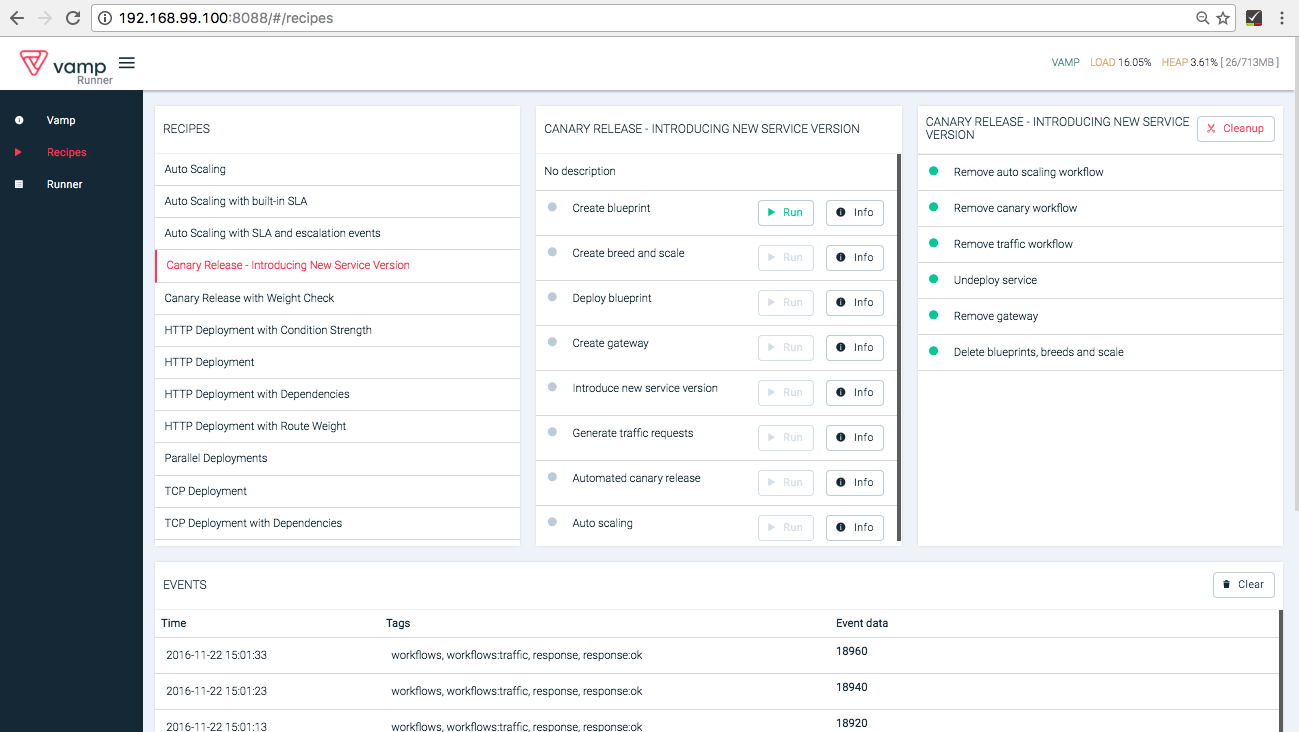 192.168.99.100:8088/#/recipes
vamp
Runner
VAMP LOAD 16.05% HEAP 3.61% [ 26/713MB ]
Vamp
Recipes
Runner
RECIPES
Auto Scaling
Auto Scaling with built-in SLA
Auto Scaling with SLA and escalation events
Canary Release - Introducing New Service Version
Canary Release with Weight Check
HTTP Deployment with Condition Strength
HTTP Deployment
HTTP Deployment with Dependencies
HTTP Deployment with Route Weight
Parallel Deployments
TCP Deployment
TCP Deployment with Dependencies
CANARY RELEASE - INTRODUCING NEW SERVICE VERSION
No description
Create blueprint Run Info
Create breed and scale Run Info
Deploy blueprint Run Info
Create gateway Run Info
Introduce new service version Run Info
Generate traffic requests Run Info
Automated canary release Run Info
Auto scaling Run Info
CANARY RELEASE - INTRODUCING NEW SERVICE
VERSION
Cleanup
Remove auto scaling workflow
Remove canary workflow
Remove traffic workflow
Undeploy service
Remove gateway
Delete blueprints, breeds and scale
EVENTS
Clear
Time Tags Event data
2016-11-22 15:01:33 workflows, workflows:traffic, response, response:ok 18960
2016-11-22 15:01:23 workflows, workflows:traffic, response, response:ok 18940
2016-11-22 15:01:13 workflows, workflows:traffic, response, response:ok 18920